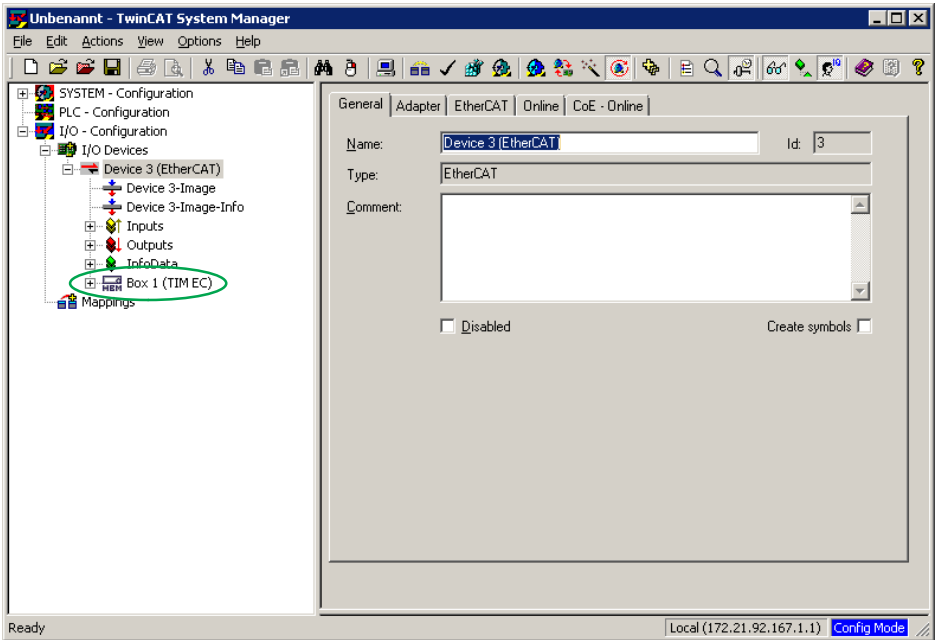 Unbenannt - TwinCAT System Manager
File Edit Actions View Options Help
SYSTEM - Configuration
PLC - Configuration
I/O - Configuration
I/O Devices
Device 3 (EtherCAT)
Device 3-Image
Device 3-Image-Info
Inputs
Outputs
InfoData
HBM Box 1 (TIM EC)
Mappings
General Adapter EtherCAT Online CoE - Online
Name: Device 3 (EtherCAT) Id: 3
Type: EtherCAT
Comment:
Disabled Create symbols
Ready Local (172.21.92.167.1.1) Config Mode